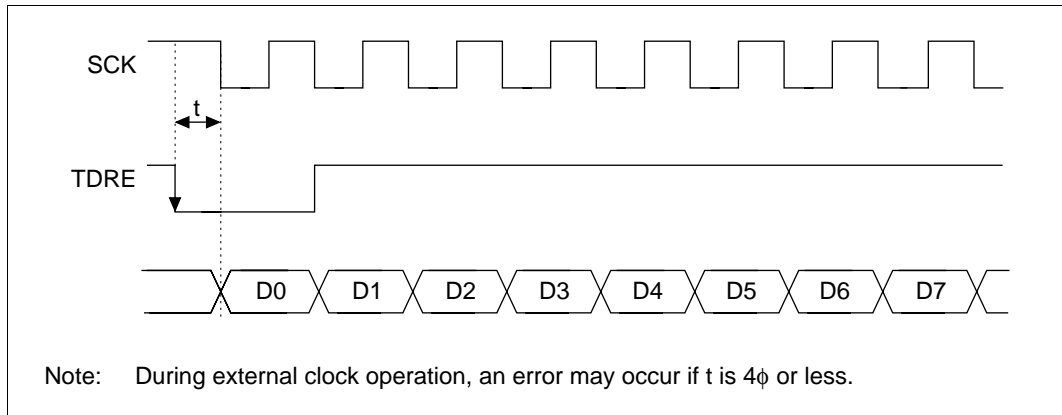 SCK
t
TDRE
D0 D1 D2 D3 D4 D5 D6 D7
Note: During external clock operation, an error may occur if t is 4ϕ or less.